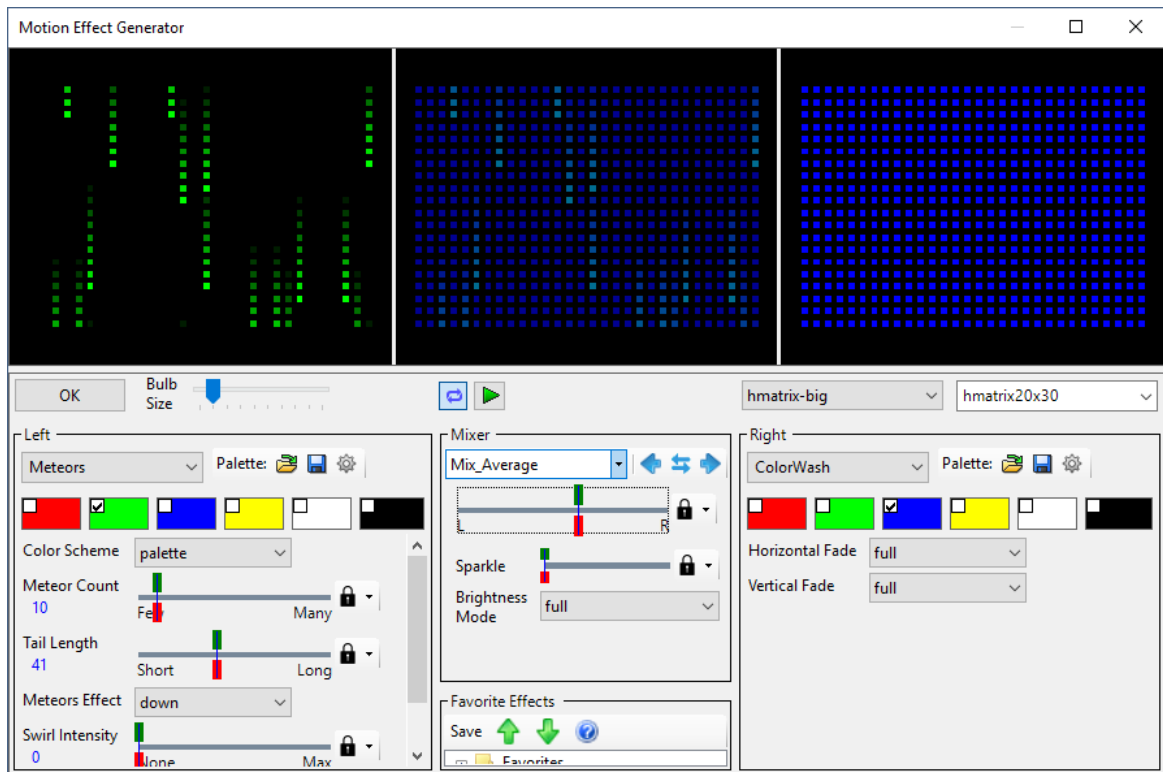 Motion Effect Generator
OK
Bulb
Size
hmatrix-big
hmatrix20x30
Left
Meteors
Palette:
Color Scheme
palette
Meteor Count
10
Few
Many
Tail Length
41
Short
Long
Meteors Effect
down
Swirl Intensity
0
None
Max
Mixer
Mix_Average
L
R
Sparkle
Brightness
Mode
full
Favorite Effects
Save
Favorites
Right
ColorWash
Palette:
Horizontal Fade
full
Vertical Fade
full